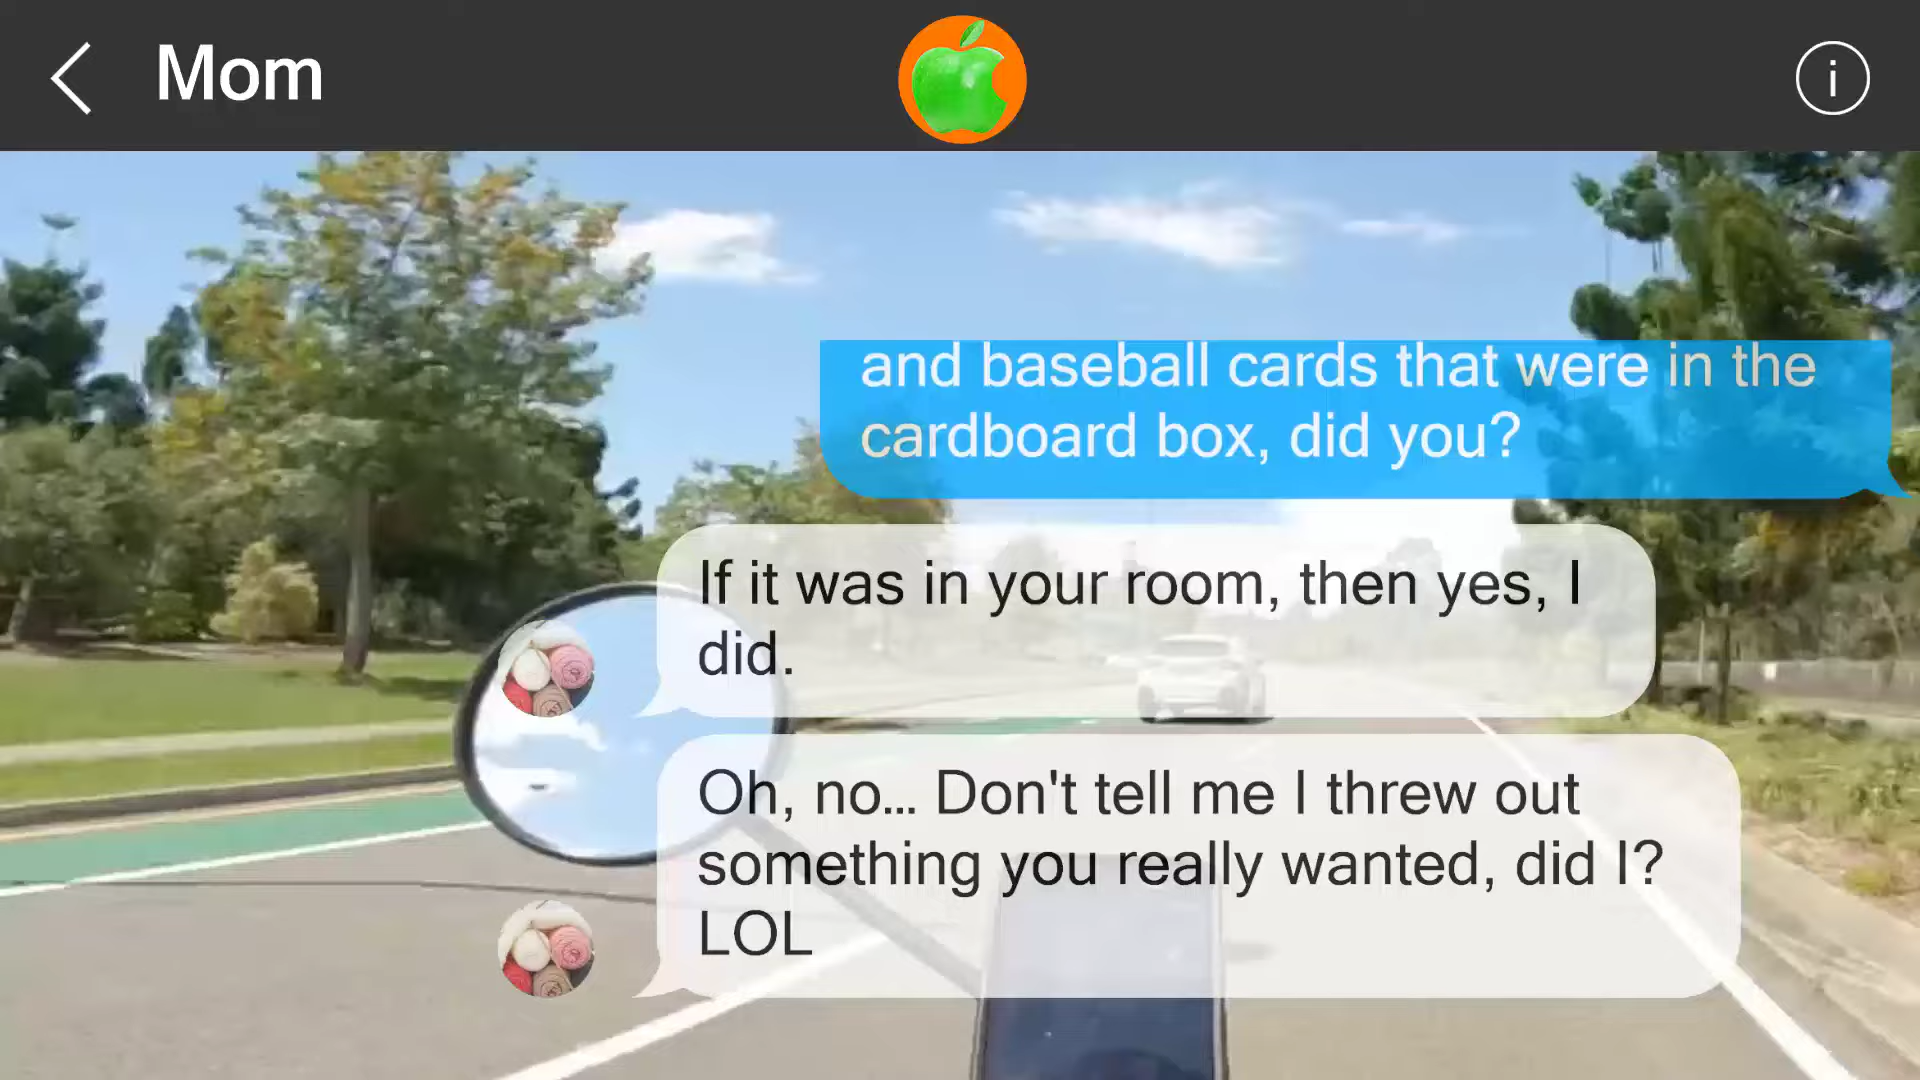 Mom
i
and baseball cards that were in the
cardboard box, did you?
If it was in your room, then yes, I
did.
Oh, no... Don't tell me I threw out
something you really wanted, did I?
LOL